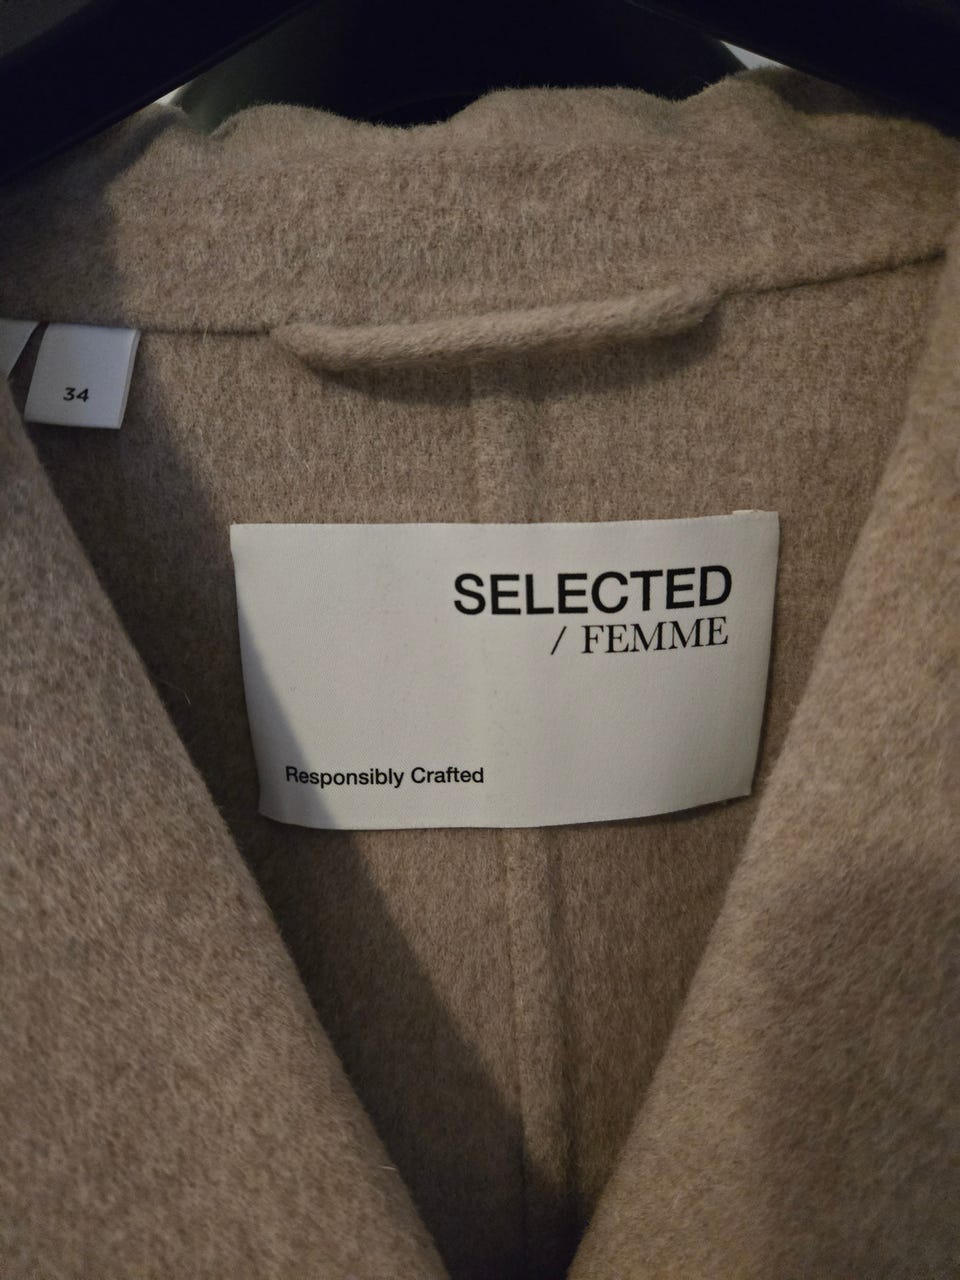 34
SELECTED
/ FEMME
Responsibly Crafted